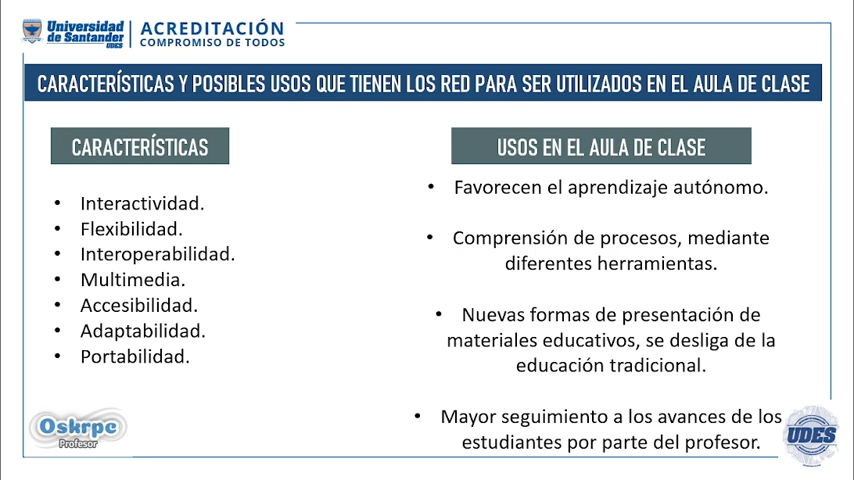 Universidad
de Santander
UDES
ACREDITACIÓN
COMPROMISO DE TODOS
CARACTERÍSTICAS Y POSIBLES USOS QUE TIENEN LOS RED PARA SER UTILIZADOS EN EL AULA DE CLASE
CARACTERÍSTICAS
• Interactividad.
• Flexibilidad.
• Interoperabilidad.
• Multimedia.
• Accesibilidad.
• Adaptabilidad.
• Portabilidad.
USOS EN EL AULA DE CLASE
• Favorecen el aprendizaje autónomo.
• Comprensión de procesos, mediante
diferentes herramientas.
• Nuevas formas de presentación de
materiales educativos, se desliga de la
educación tradicional.
• Mayor seguimiento a los avances de los
estudiantes por parte del profesor.
Oskrpc
Profesor
UDES